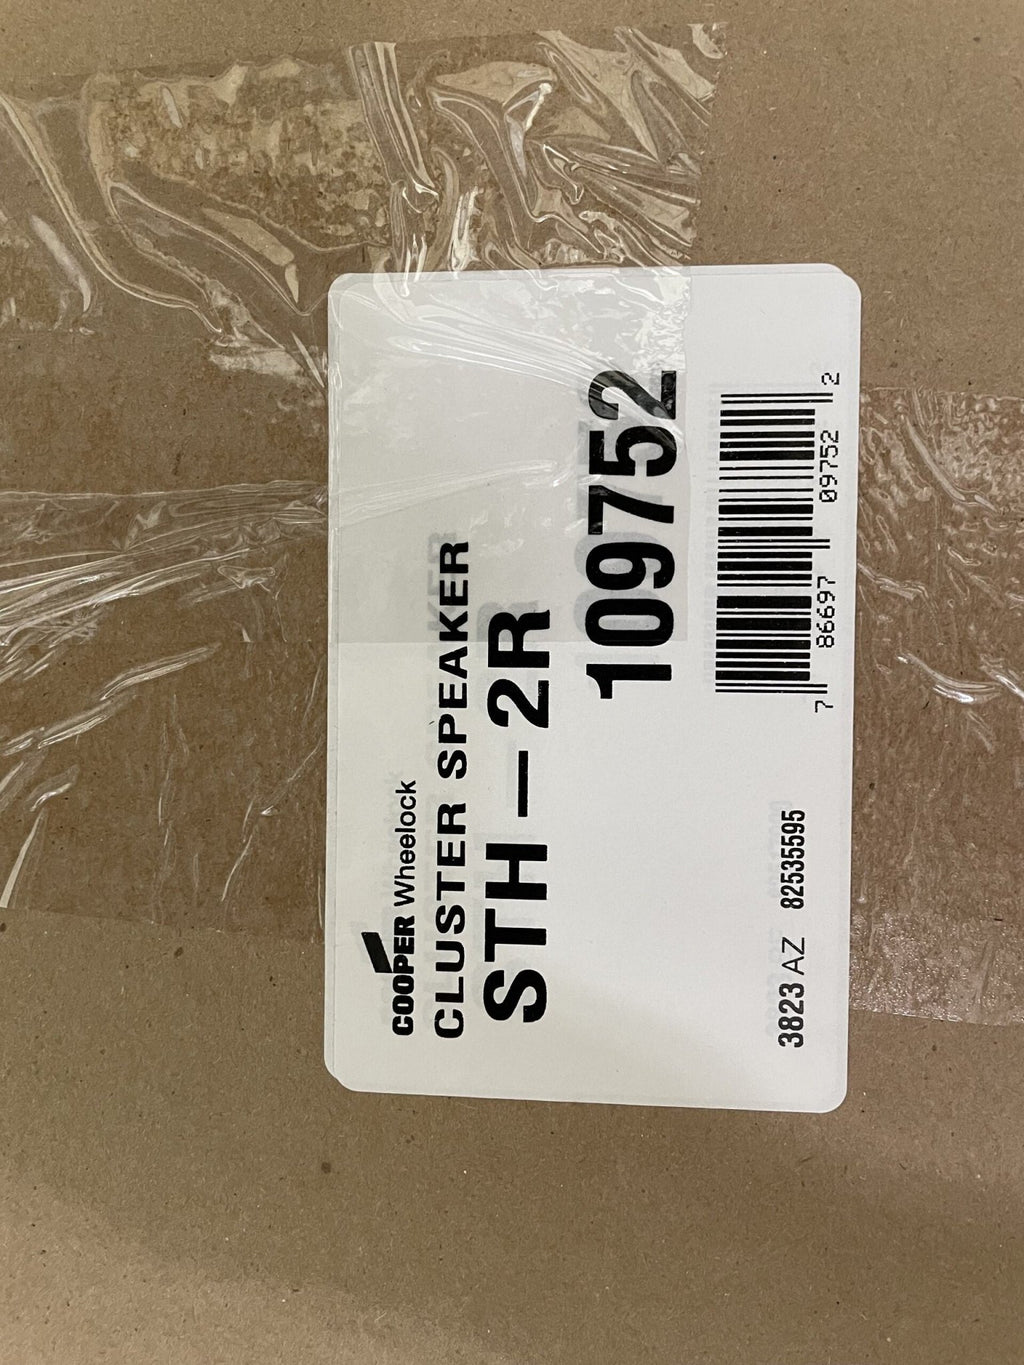 COOPER Wheelock
CLUSTER SPEAKER
STH-2R
109752
7 86697 09752 2
3823 AZ 82535595